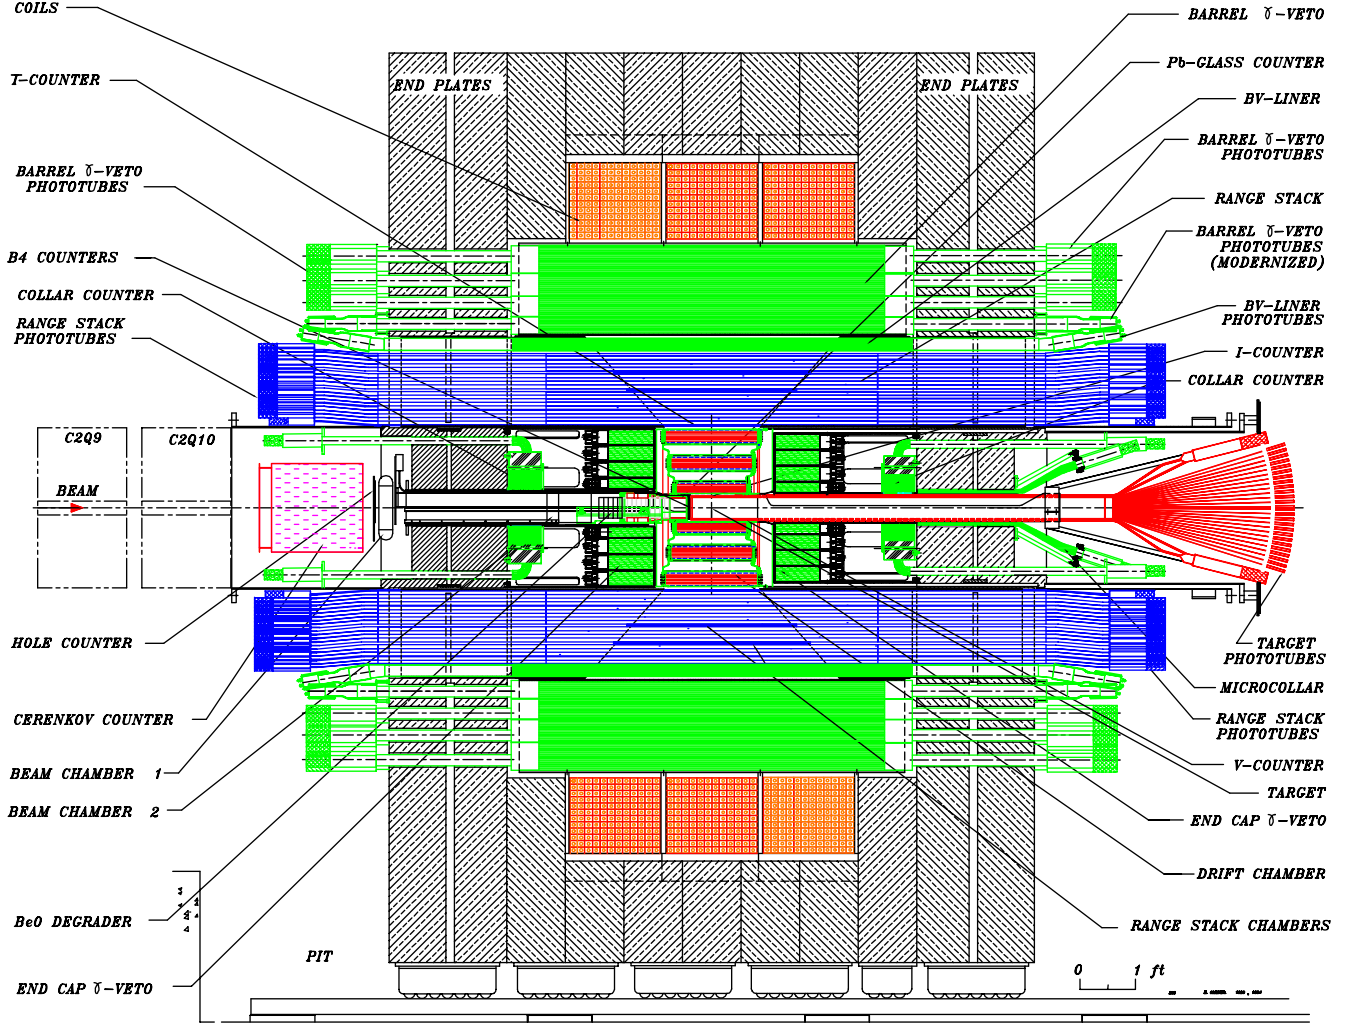 COILS
T-COUNTER
BARREL γ-VETO
PHOTOTUBES
B4 COUNTERS
COLLAR COUNTER
RANGE STACK
PHOTOTUBES
C2Q9
C2Q10
BEAM
HOLE COUNTER
CERENKOV COUNTER
BEAM CHAMBER 1
BEAM CHAMBER 2
BeO DEGRADER
END CAP γ-VETO
PIT
END PLATES
END PLATES
BARREL γ-VETO
Pb-GLASS COUNTER
BV-LINER
BARREL γ-VETO
PHOTOTUBES
RANGE STACK
BARREL γ-VETO
PHOTOTUBES
(MODERNIZED)
BV-LINER
PHOTOTUBES
I-COUNTER
COLLAR COUNTER
TARGET
PHOTOTUBES
MICROCOLLAR
RANGE STACK
PHOTOTUBES
V-COUNTER
TARGET
END CAP γ-VETO
DRIFT CHAMBER
RANGE STACK CHAMBERS
0 1 ft